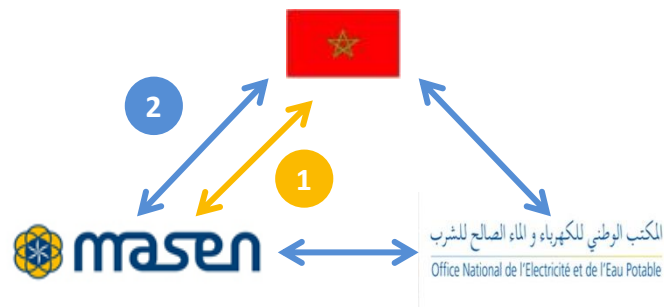 2
1
masen
المكتب الوطني للكهرباء و الماء الصالح للشرب
Office National de l'Electricité et de l'Eau Potable